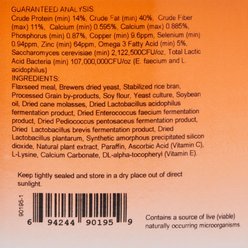 GUARANTEED ANALYSIS:
Crude Protein (min) 14%, Crude Fat (min) 40%, Crude Fiber
(max) 11%, Calcium (min) 0.595%, Calcium (max) 0.885%,
Phosphorus (min) 0.87%, Copper (min) 9.6ppm, Selenium (min)
0.94ppm, Zinc (min) 64ppm, Omega 3 Fatty Acid (min) 5%,
Saccharomyces cerevisiae (min) 2,122,500CFU/oz, Total Lactic
Acid Bacteria (min) 107,000,000CFU/oz (E. faecium and L.
acidophilus)
INGREDIENTS:
Flaxseed meal, Brewers dried yeast, Stabilized rice bran,
Processed Grain by-products, Soy flour, Yeast culture, Soybean
oil, Dried cane molasses, Dried Lactobacillus acidophilus
fermentation product, Dried Enterococcus faecium fermentation
product, Dried Pediococcus acidilactici fermentation product,
Dried Lactobacillus brevis fermentation product, Dried
Lactobacillus plantarum, Synthetic amorphous precipitated silicon
dioxide, Natural plant extract, Paraffin, Ascorbic Acid (Vitamin C),
L-Lysine, Calcium Carbonate, DL-alpha-tocopheryl (Vitamin E).
Keep tightly sealed and store in a dry place out of direct
sunlight.
90195-1
6 94244 90195 9
Contains a source of live (viable)
naturally occurring microorganisms.